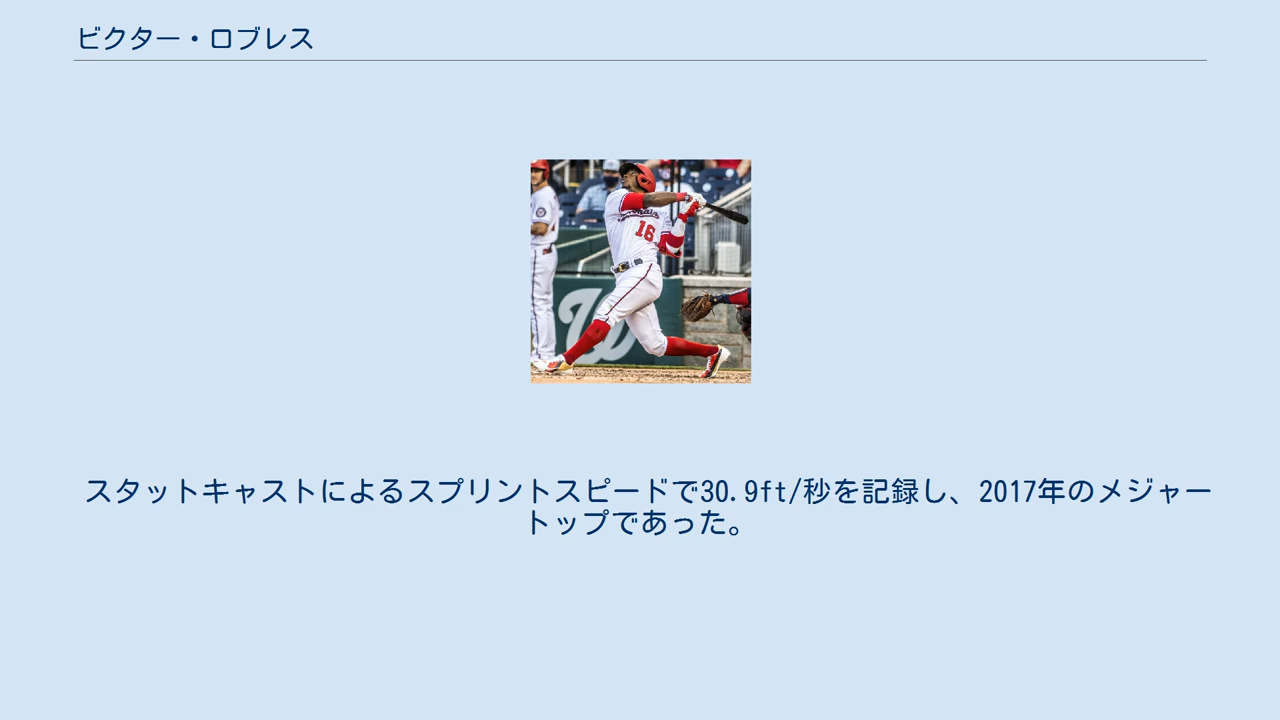 ビクター・ロブレス
16
W
スタットキャストによるスプリントスピードで30.9ft/秒を記録し、2017年のメジャー
トップであった。